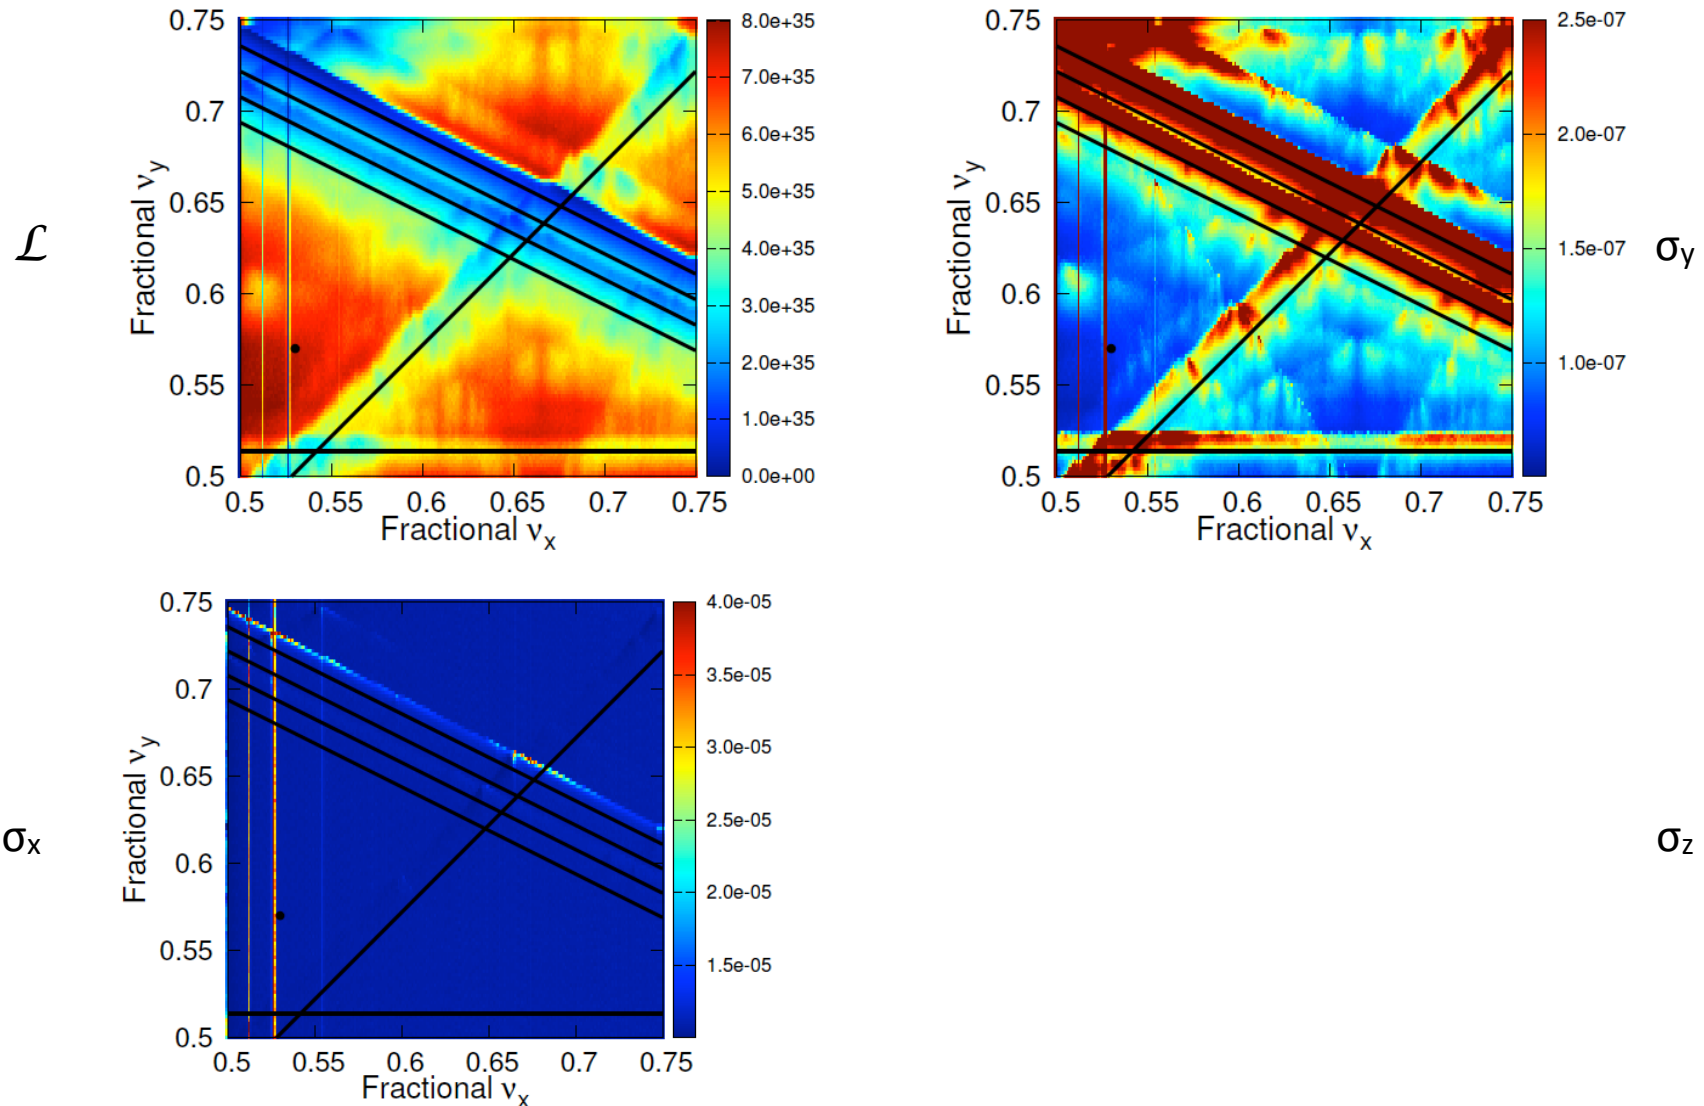 ℒ
Fractional νy
0.75
0.7
0.65
0.6
0.55
0.5
0.5 0.55 0.6 0.65 0.7 0.75
Fractional νx
8.0e+35
7.0e+35
6.0e+35
5.0e+35
4.0e+35
3.0e+35
2.0e+35
1.0e+35
0.0e+00
Fractional νy
0.75
0.7
0.65
0.6
0.55
0.5
0.5 0.55 0.6 0.65 0.7 0.75
Fractional νx
2.5e-07
2.0e-07
1.5e-07
1.0e-07
σy
σx
Fractional νy
0.75
0.7
0.65
0.6
0.55
0.5
0.5 0.55 0.6 0.65 0.7 0.75
Fractional νx
4.0e-05
3.5e-05
3.0e-05
2.5e-05
2.0e-05
1.5e-05
σz